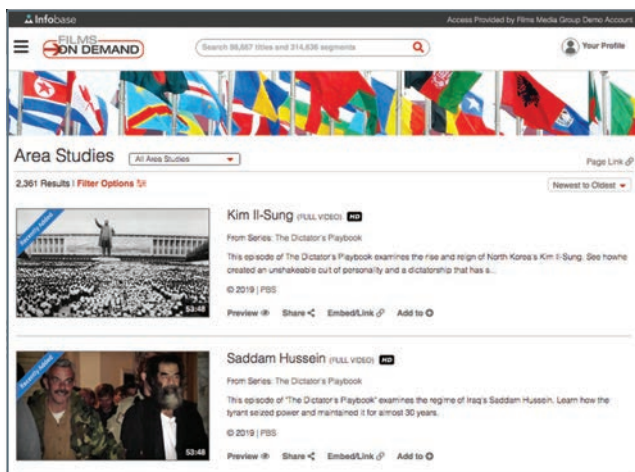 Infobase
Access Provided by Films Media Group Demo Account
FILMS
ON DEMAND
Search 98,887 titles and 314,636 segments
Your Profile
Area Studies
All Area Studies
Page Link
2,361 Results | Filter Options
Newest to Oldest
Recently Added
53:48
Kim Il-Sung (FULL VIDEO) HD
From Series: The Dictator's Playbook
This episode of The Dictator's Playbook examines the rise and reign of North Korea's Kim Il-Sung. See howhe
created an unshakeable cult of personality and a dictatorship that has a...
© 2019 | PBS
Preview Share Embed/Link Add to
Recently Added
53:48
Saddam Hussein (FULL VIDEO) HD
From Series: The Dictator's Playbook
This episode of "The Dictator's Playbook" examines the regime of Iraq's Saddam Hussein. Learn how the
tyrant seized power and maintained it for almost 30 years.
© 2019 | PBS
Preview Share Embed/Link Add to